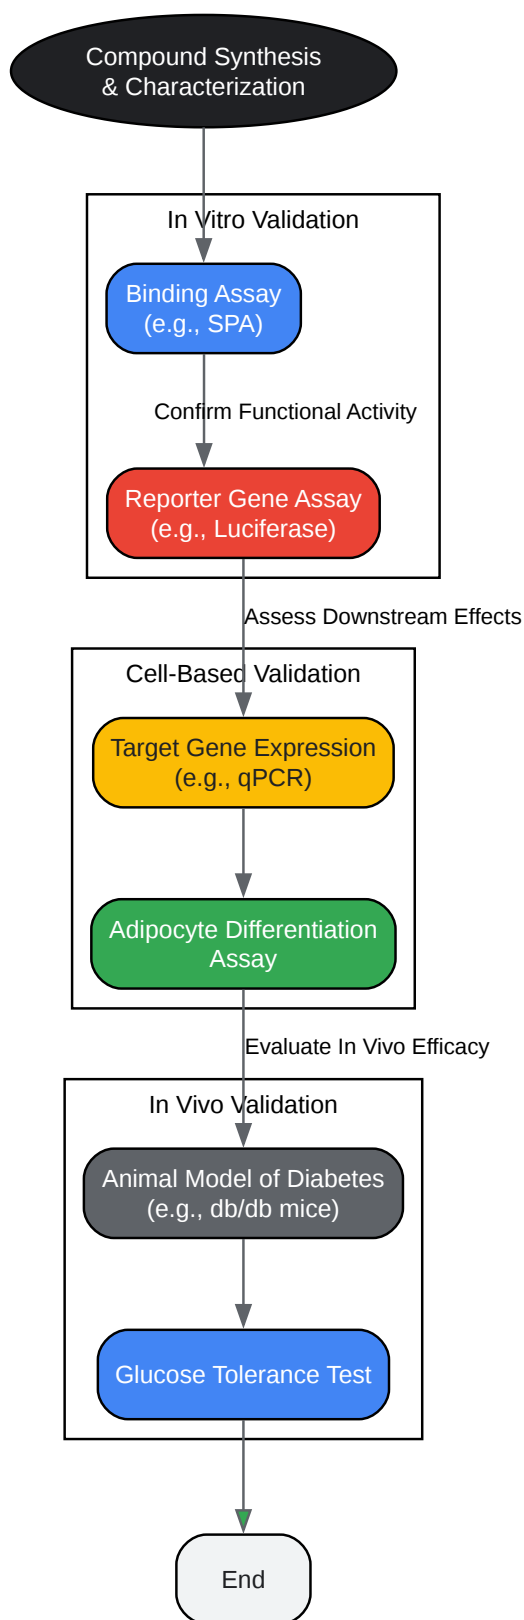 Compound Synthesis
& Characterization
In Vitro Validation
Binding Assay
(e.g., SPA)
Confirm Functional Activity
Reporter Gene Assay
(e.g., Luciferase)
Assess Downstream Effects
Cell-Based Validation
Target Gene Expression
(e.g., qPCR)
Adipocyte Differentiation
Assay
Evaluate In Vivo Efficacy
In Vivo Validation
Animal Model of Diabetes
(e.g., db/db mice)
Glucose Tolerance Test
End